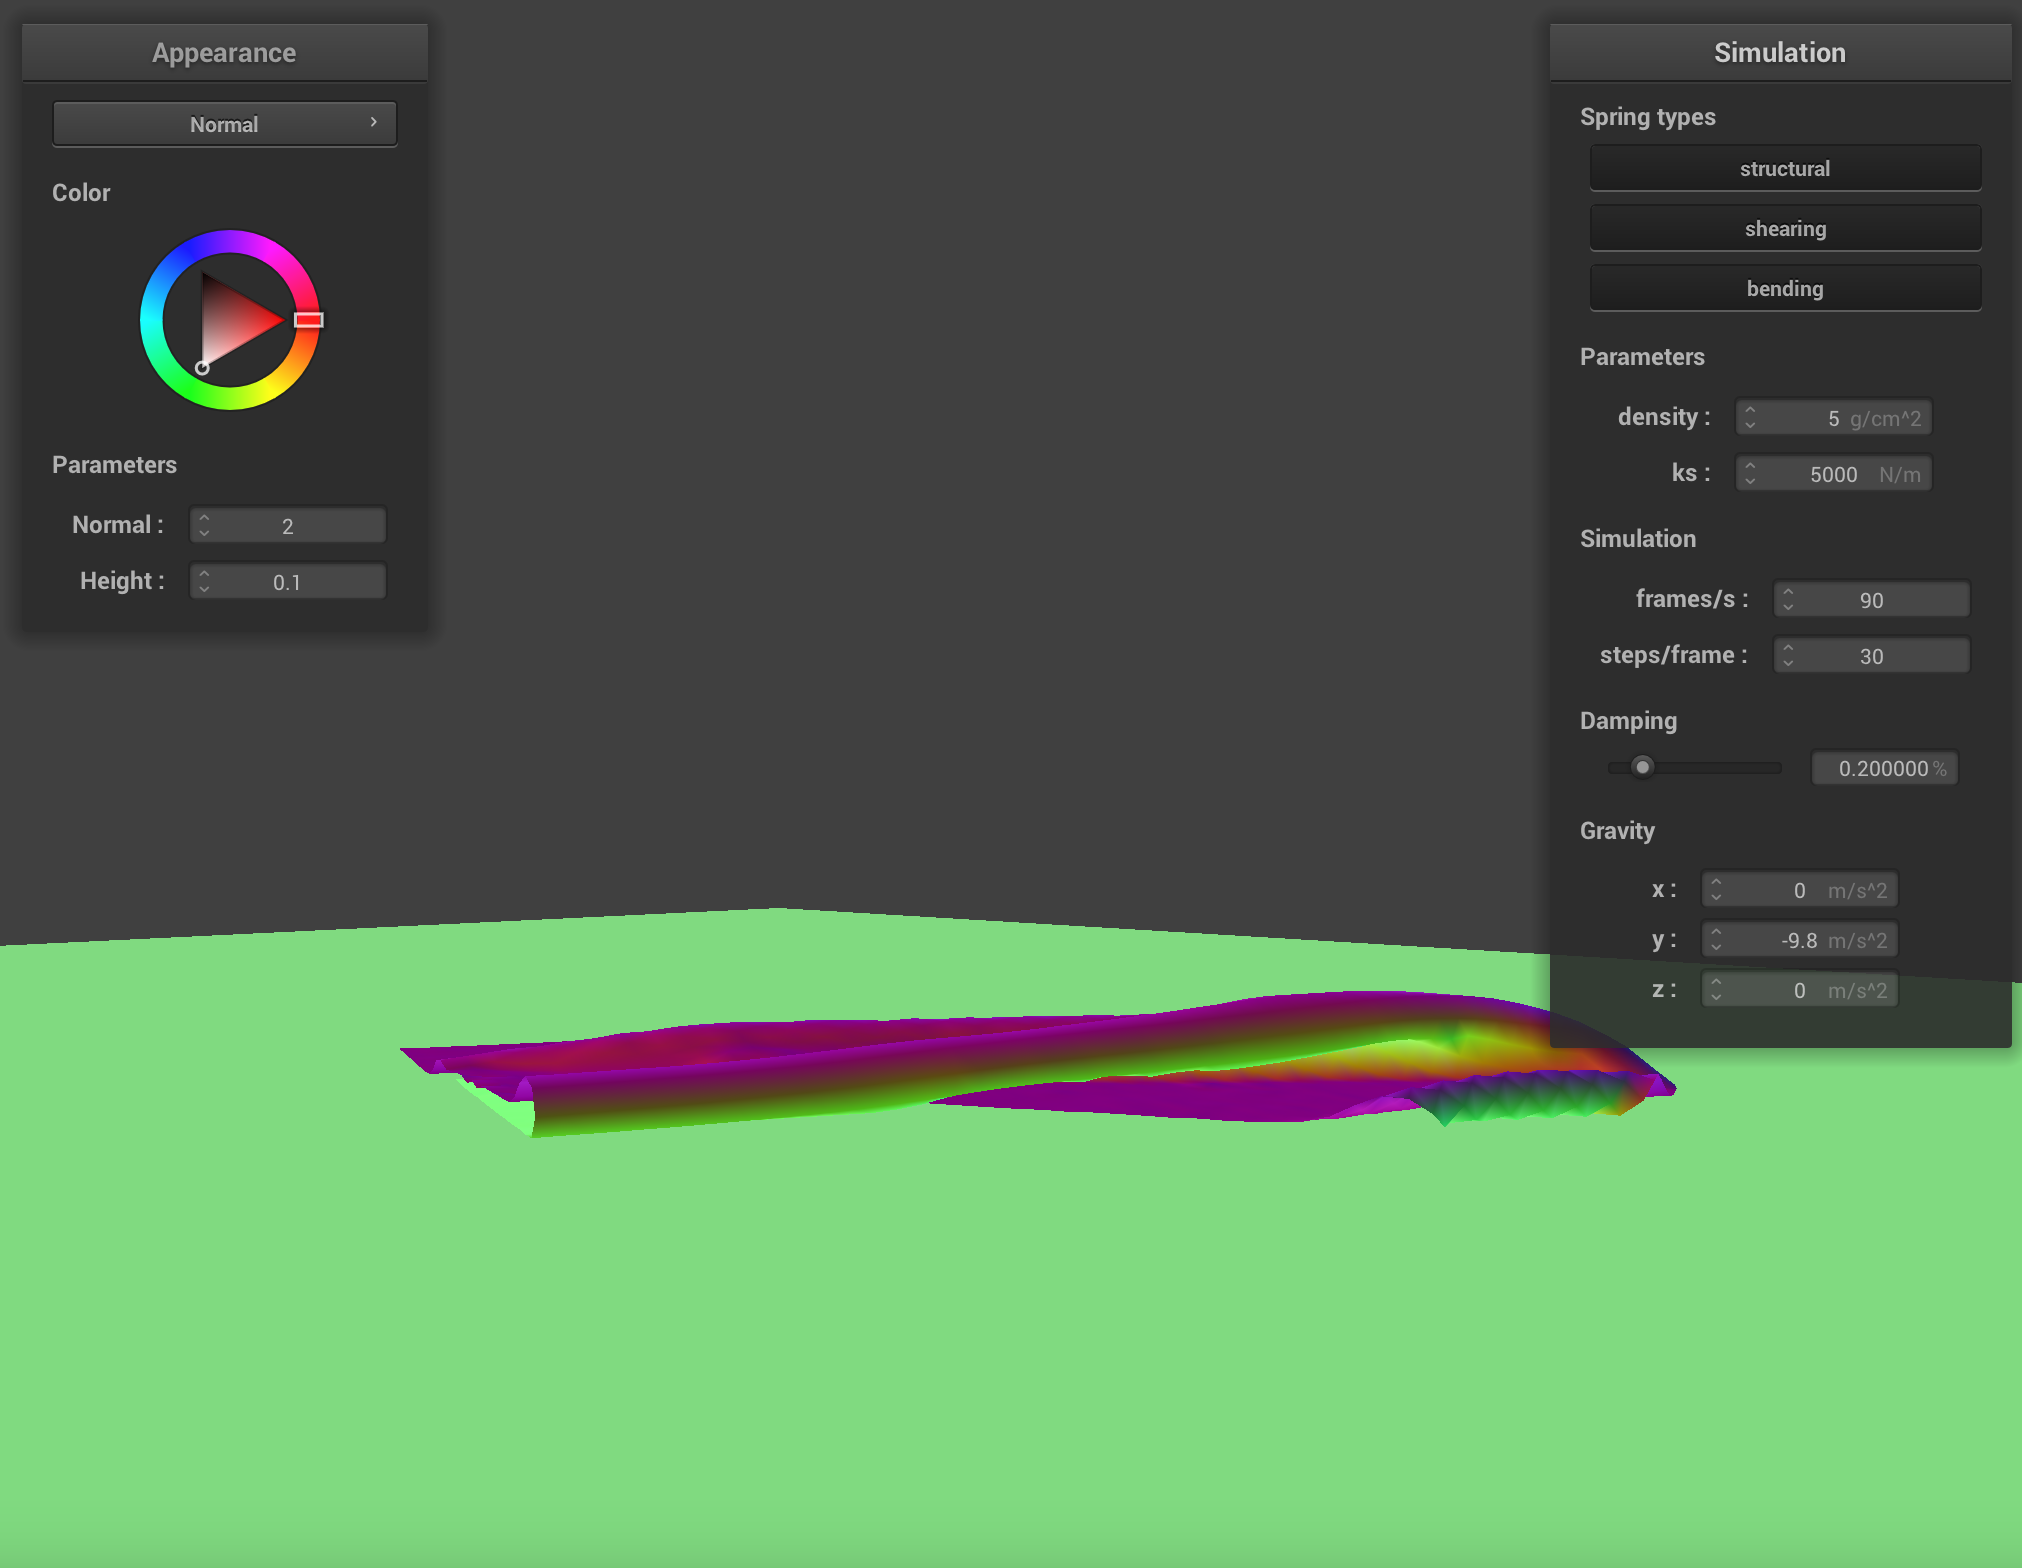 Appearance
Normal
Color
Parameters
Normal : 2
Height : 0.1
Simulation
Spring types
structural
shearing
bending
Parameters
density : 5 g/cm^2
ks : 5000 N/m
Simulation
frames/s : 90
steps/frame : 30
Damping
0.200000 %
Gravity
x : 0 m/s^2
y : -9.8 m/s^2
z : 0 m/s^2